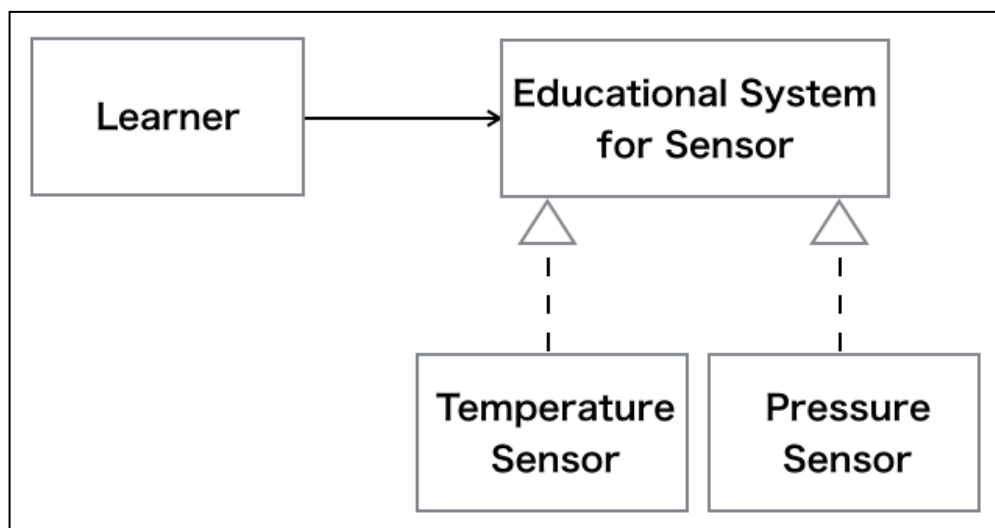 Learner
Educational System
for Sensor
Temperature
Sensor
Pressure
Sensor